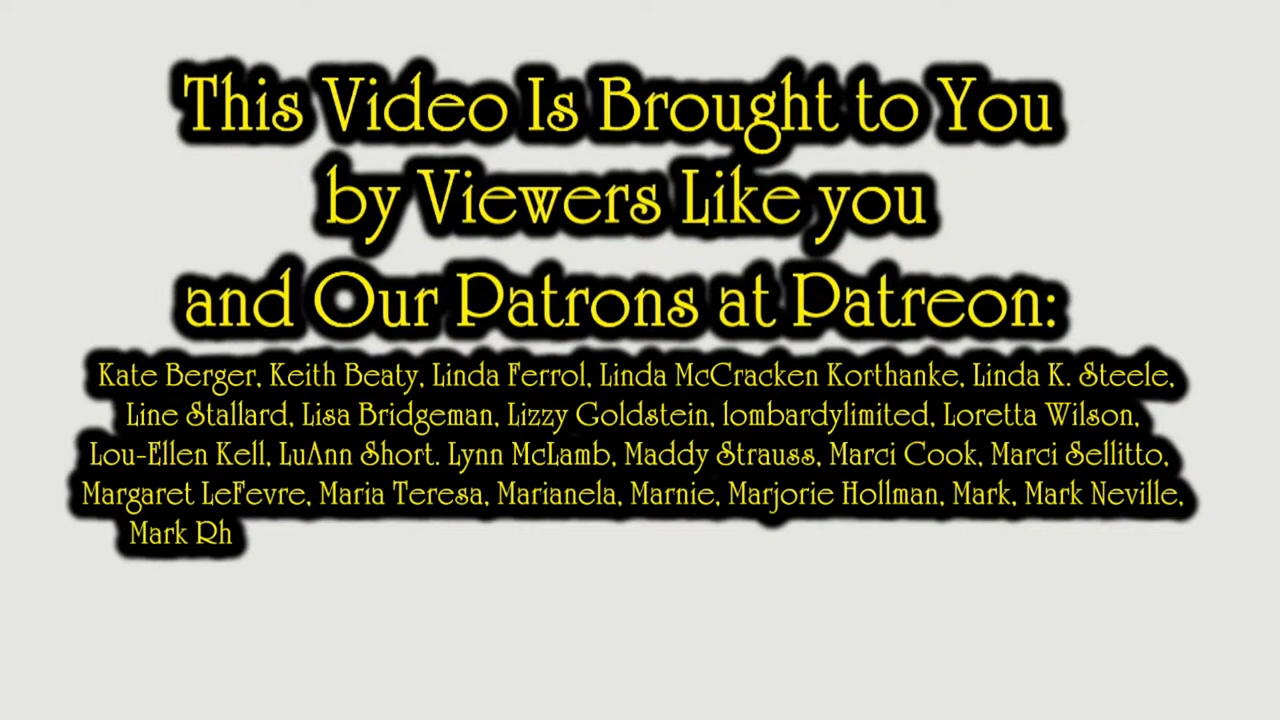 This Video Is Brought to You
by Viewers Like you
and Our Patrons at Patreon:
Kate Berger, Keith Beaty, Linda Ferrol, Linda McCracken Korthanke, Linda K. Steele,
Line Stallard, Lisa Bridgeman, Lizzy Goldstein, lombardylimited, Loretta Wilson,
Lou-Ellen Kell, LuAnn Short. Lynn McLamb, Maddy Strauss, Marci Cook, Marci Sellitto,
Margaret LeFevre, Maria Teresa, Marianela, Marnie, Marjorie Hollman, Mark, Mark Neville,
Mark Rh